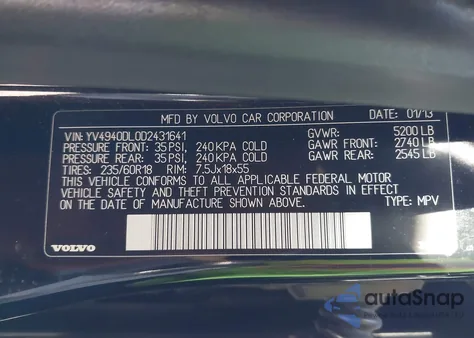 MFD BY VOLVO CAR CORPORATION DATE: 01/13
VIN: YV4940DL0D2431641
PRESSURE FRONT: 35 PSI, 240 KPA COLD
PRESSURE REAR: 35 PSI, 240 KPA COLD
TIRES: 235/60R18 RIM: 7.5Jx18x55
GVWR: 5200 LB
GAWR FRONT: 2740 LB
GAWR REAR: 2545 LB
THIS VEHICLE CONFORMS TO ALL APPLICABLE FEDERAL MOTOR
VEHICLE SAFETY AND THEFT PREVENTION STANDARDS IN EFFECT
ON THE DATE OF MANUFACTURE SHOWN ABOVE.
TYPE: MPV
VOLVO
autoSnap